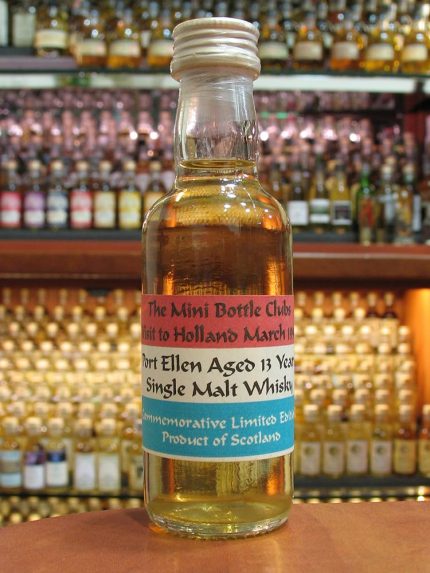 The Mini Bottle Clubs
Visit to Holland March
Port Ellen Aged 13 Year
Single Malt Whisky
Commemorative Limited
Product of Scotland